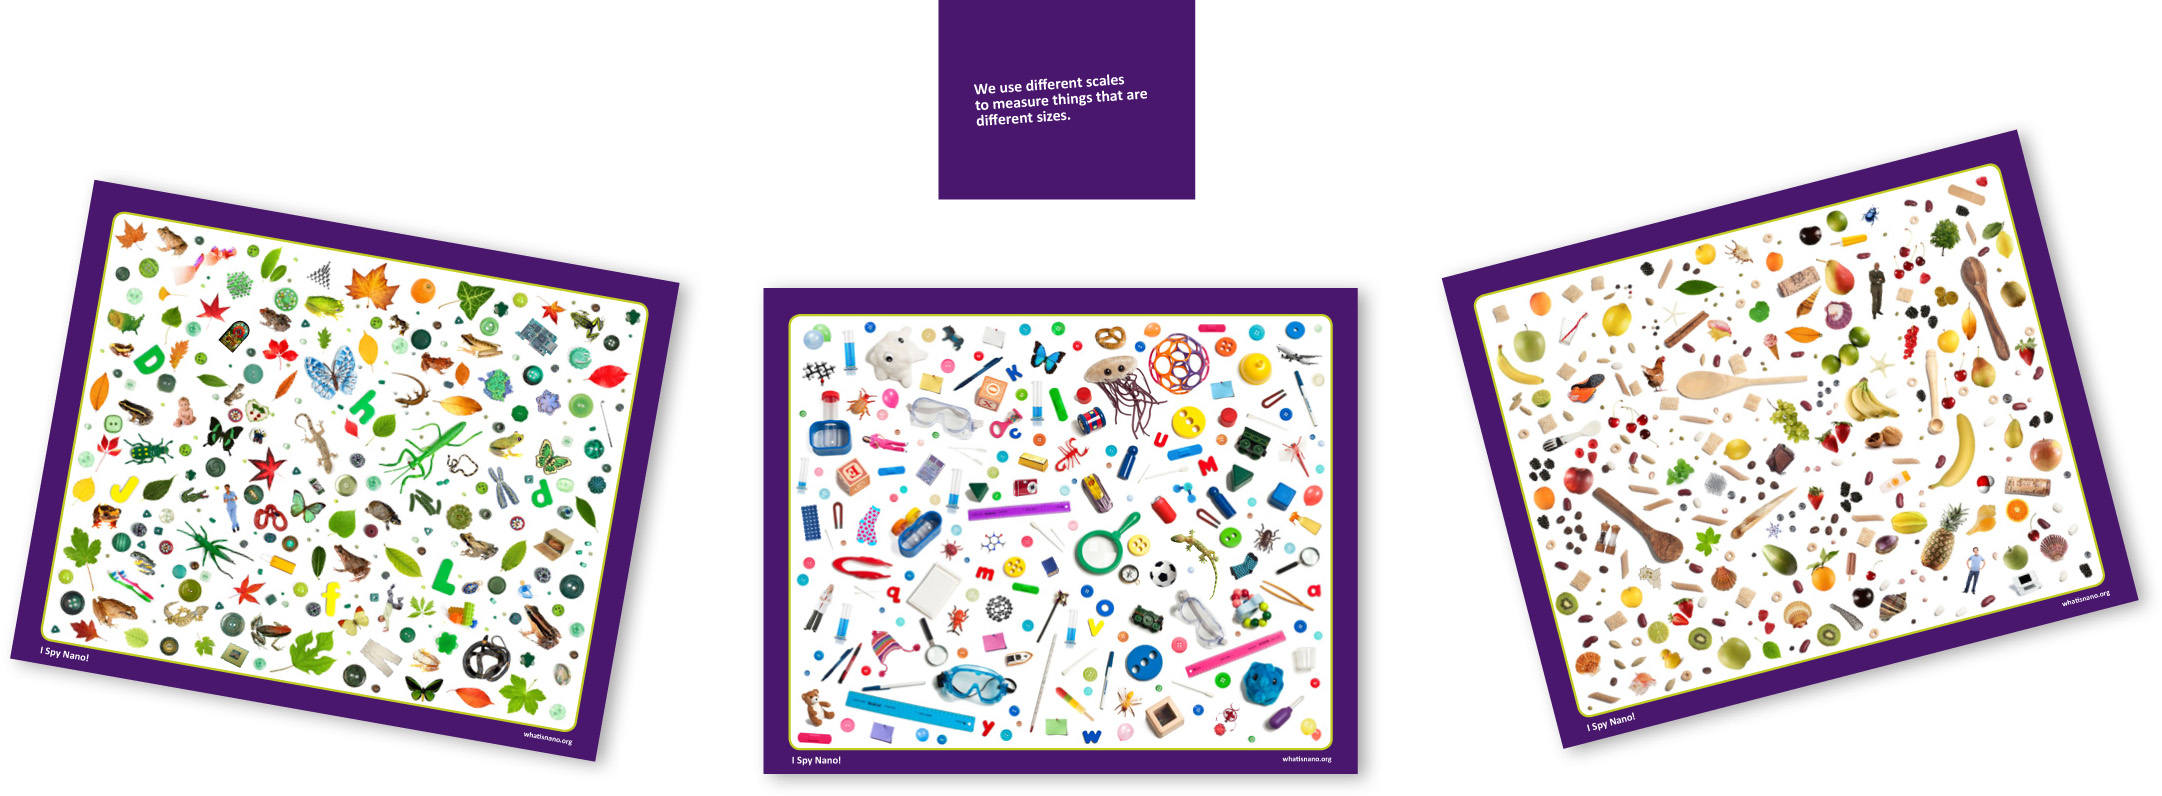 We use different scales
to measure things that are
different sizes.
D
h
J
d
f
L
I Spy Nano!
whatisnano.org
K
C
U
E
M
m
a
a
v
y
w
I Spy Nano!
whatisnano.org
I Spy Nano!
whatisnano.org